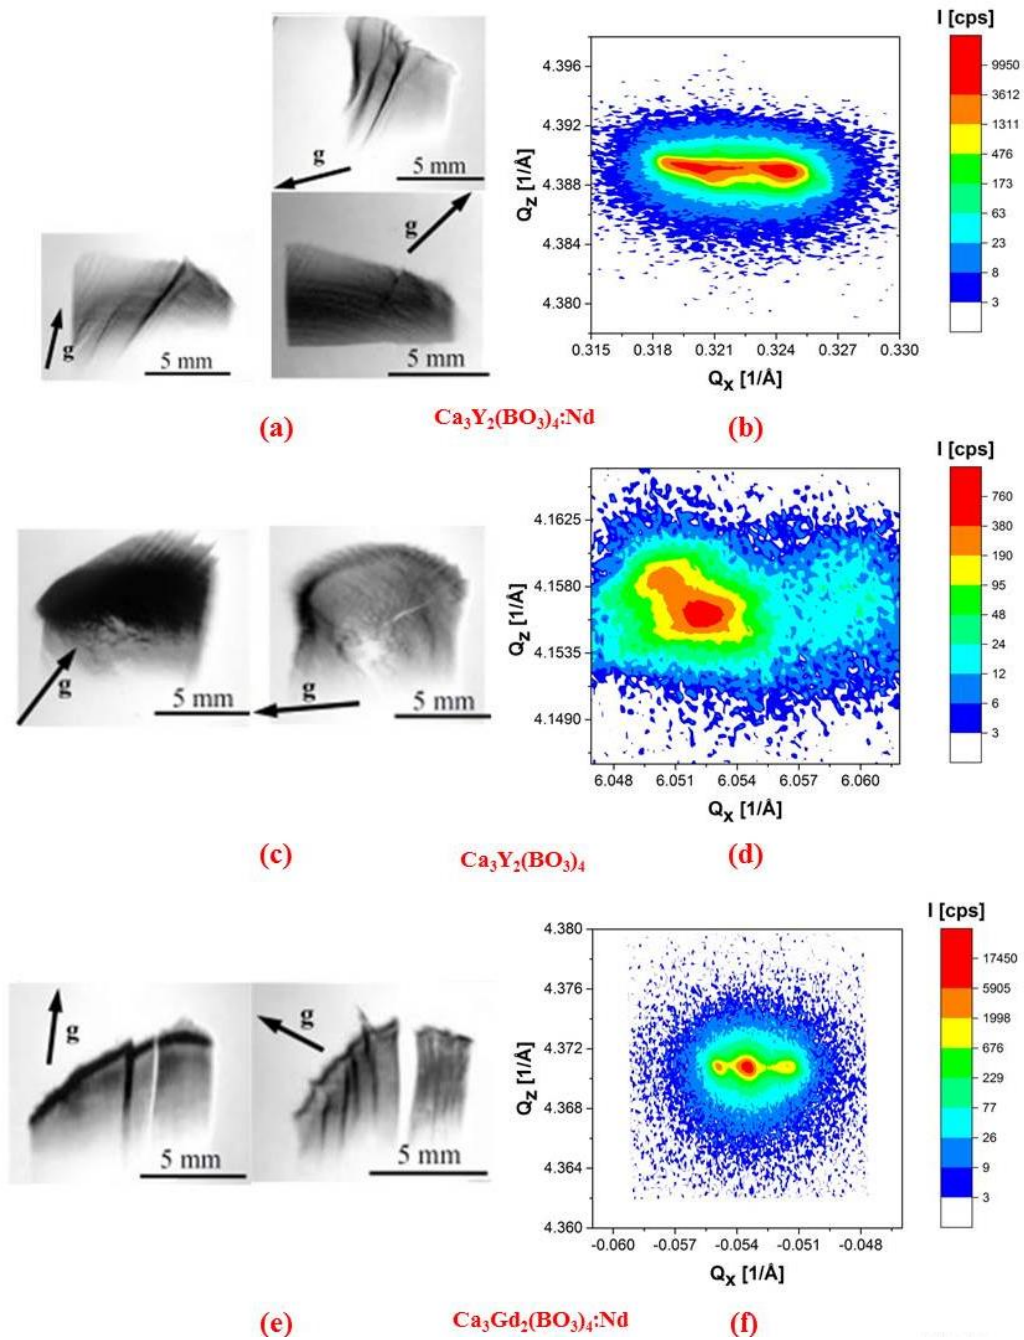 g
5 mm
g
5 mm
g
5 mm
I [cps]
9950
3612
1311
476
173
63
23
8
3
4.396
4.392
4.388
4.384
4.380
Qz [1/Å]
0.315 0.318 0.321 0.324 0.327 0.330
Qx [1/Å]
(a) Ca₃Y₂(BO₃)₄:Nd (b)
g
5 mm
g
5 mm
I [cps]
760
380
190
95
48
24
12
6
3
4.1625
4.1580
4.1535
4.1490
Qz [1/Å]
6.048 6.051 6.054 6.057 6.060
Qx [1/Å]
(c) Ca₃Y₂(BO₃)₄ (d)
g
5 mm
g
5 mm
I [cps]
17450
5905
1998
676
229
77
26
9
3
4.380
4.376
4.372
4.368
4.364
4.360
Qz [1/Å]
-0.060 -0.057 -0.054 -0.051 -0.048
Qx [1/Å]
(e) Ca₃Gd₂(BO₃)₄:Nd (f)